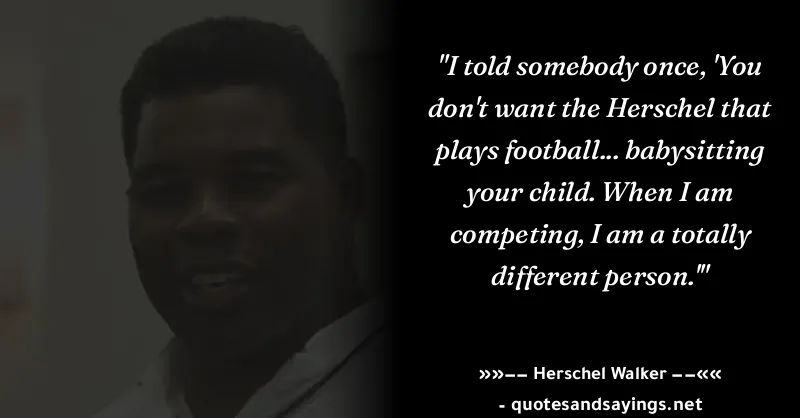 "I told somebody once, 'You
don't want the Herschel that
plays football... babysitting
your child. When I am
competing, I am a totally
different person.'"
»»−− Herschel Walker −−««
- quotesandsayings.net